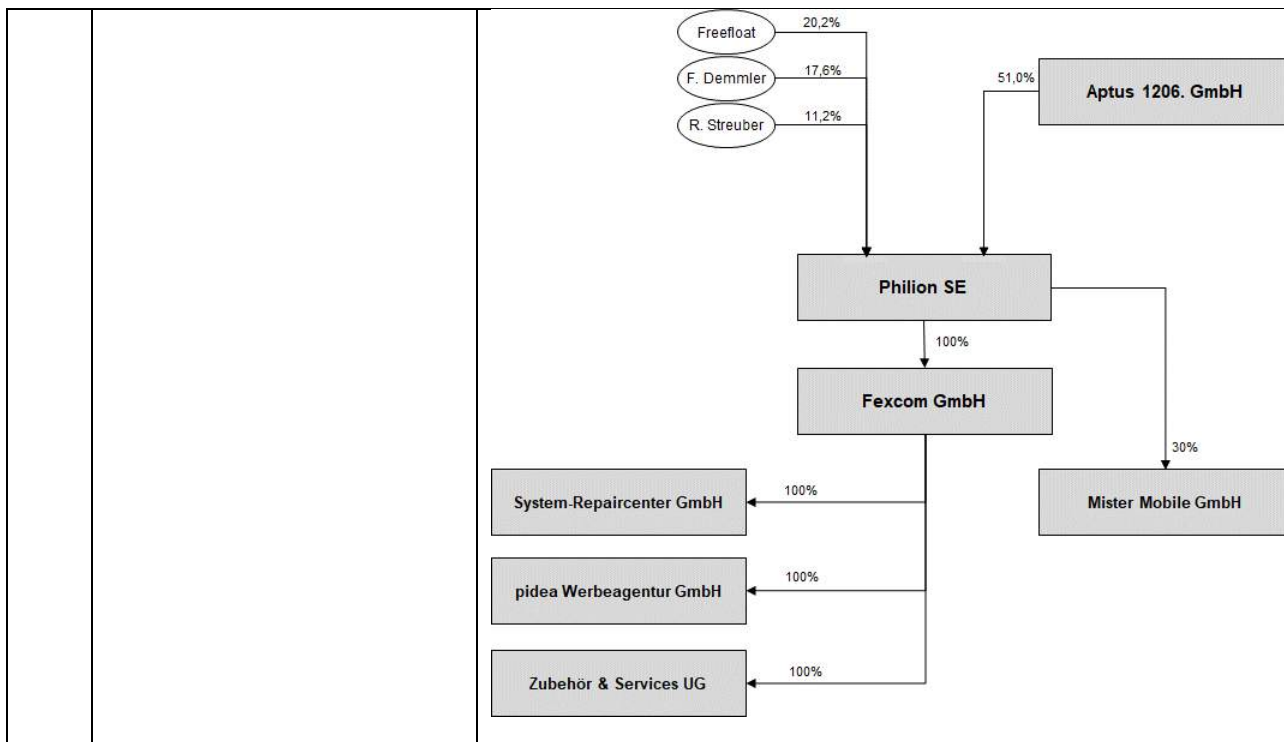 Freefloat
20,2%
F. Demmler
17,6%
R. Streuber
11,2%
51,0%
Aptus 1206. GmbH
Philion SE
100%
Fexcom GmbH
30%
System-Repaircenter GmbH
100%
Mister Mobile GmbH
pidea Werbeagentur GmbH
100%
Zubehör & Services UG
100%